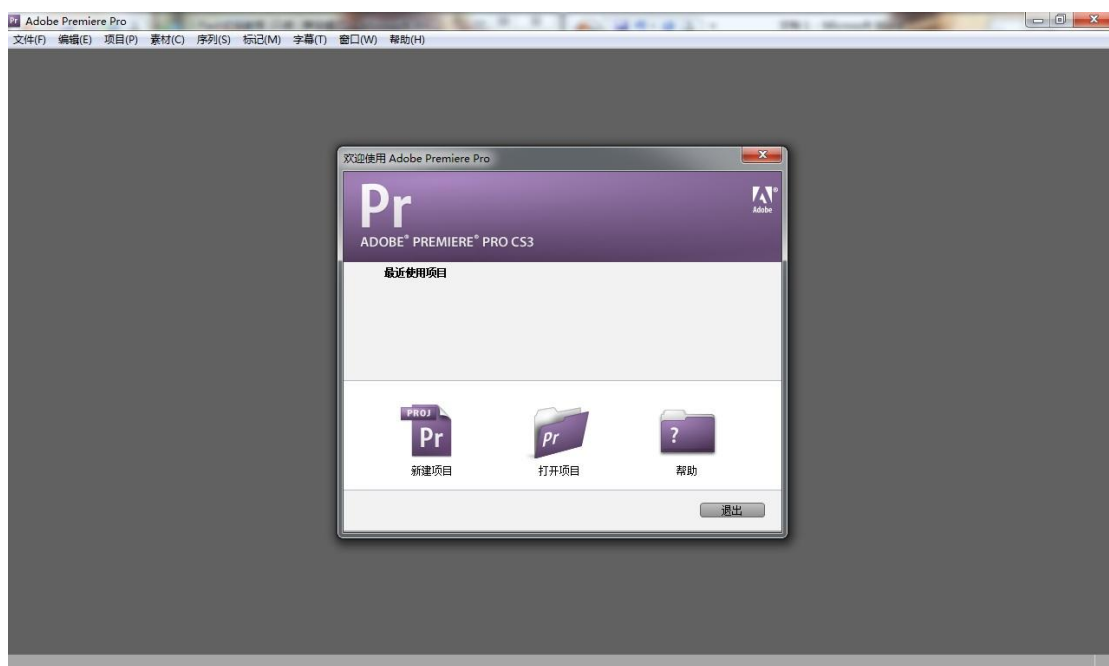 Pr Adobe Premiere Pro
文件(F) 编辑(E) 项目(P) 素材(C) 序列(S) 标记(M) 字幕(T) 窗口(W) 帮助(H)
欢迎使用 Adobe Premiere Pro
Pr
Adobe
ADOBE® PREMIERE® PRO CS3
最近使用项目
PROJ
Pr
Pr
?
新建项目 打开项目 帮助
退出